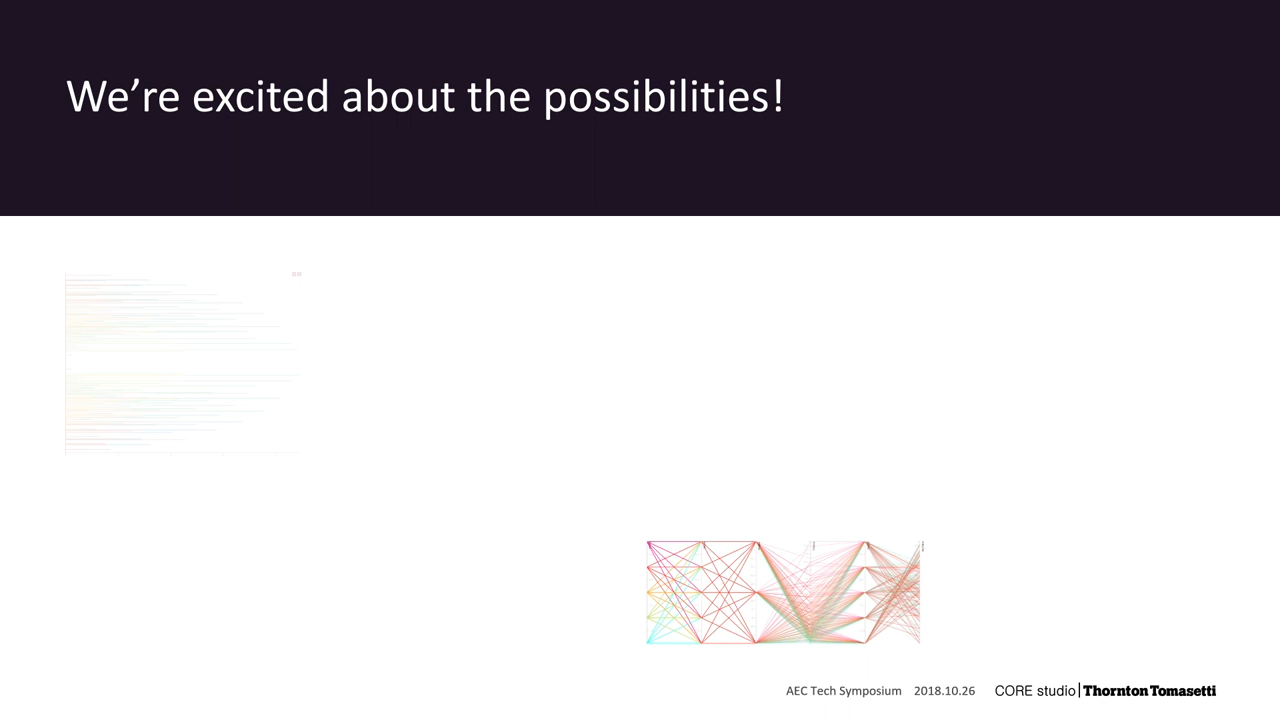 We're excited about the possibilities!
AEC Tech Symposium 2018.10.26 CORE studio|Thornton Tomasetti